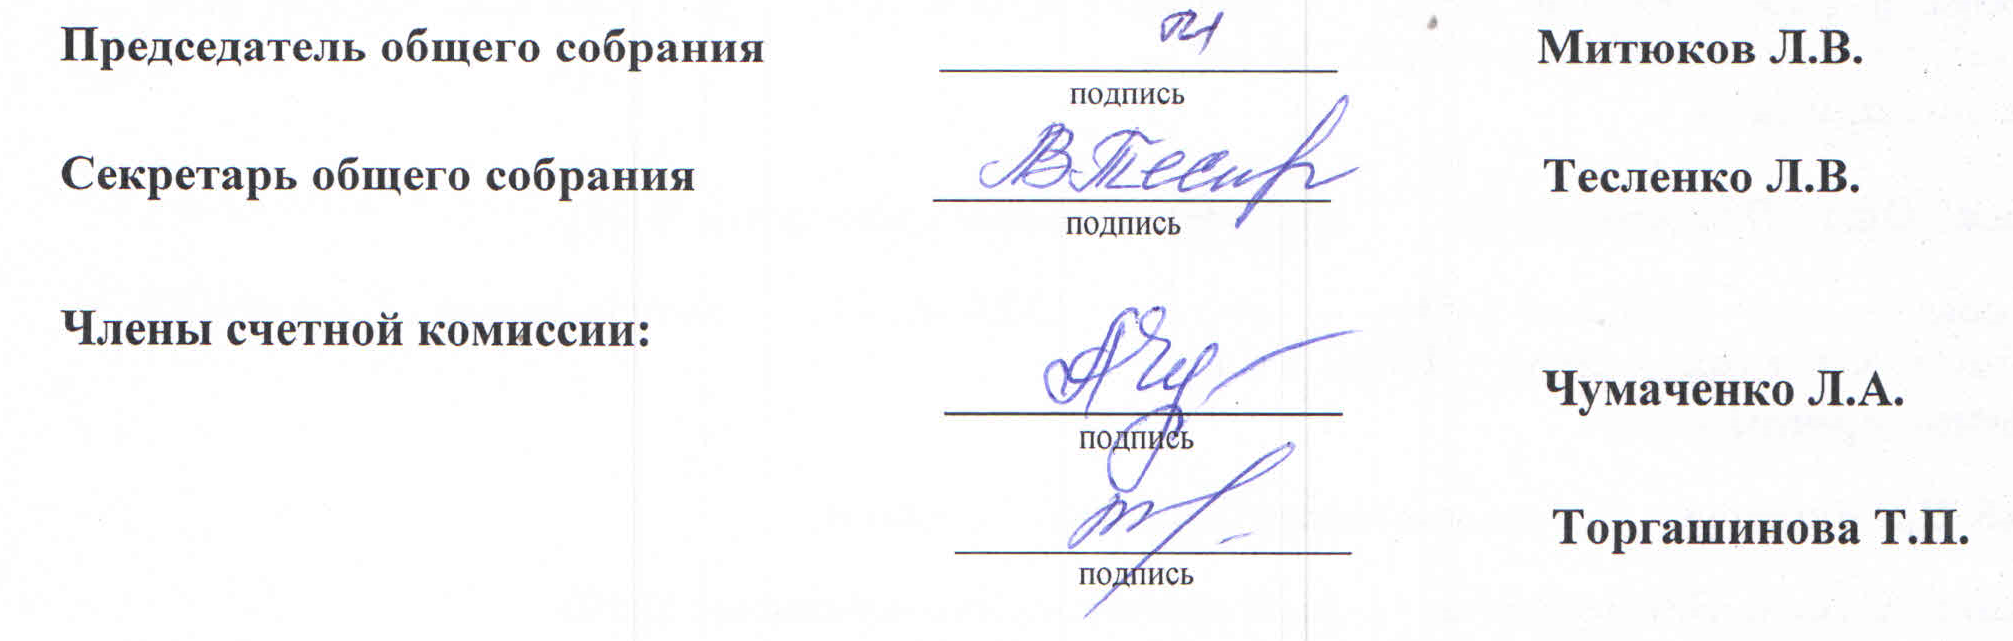 Председатель общего собрания Митюков Л.В.
подпись
Секретарь общего собрания Тесленко Л.В.
подпись
Члены счетной комиссии:
Чумаченко Л.А.
подпись
Торгашинова Т.П.
подпись